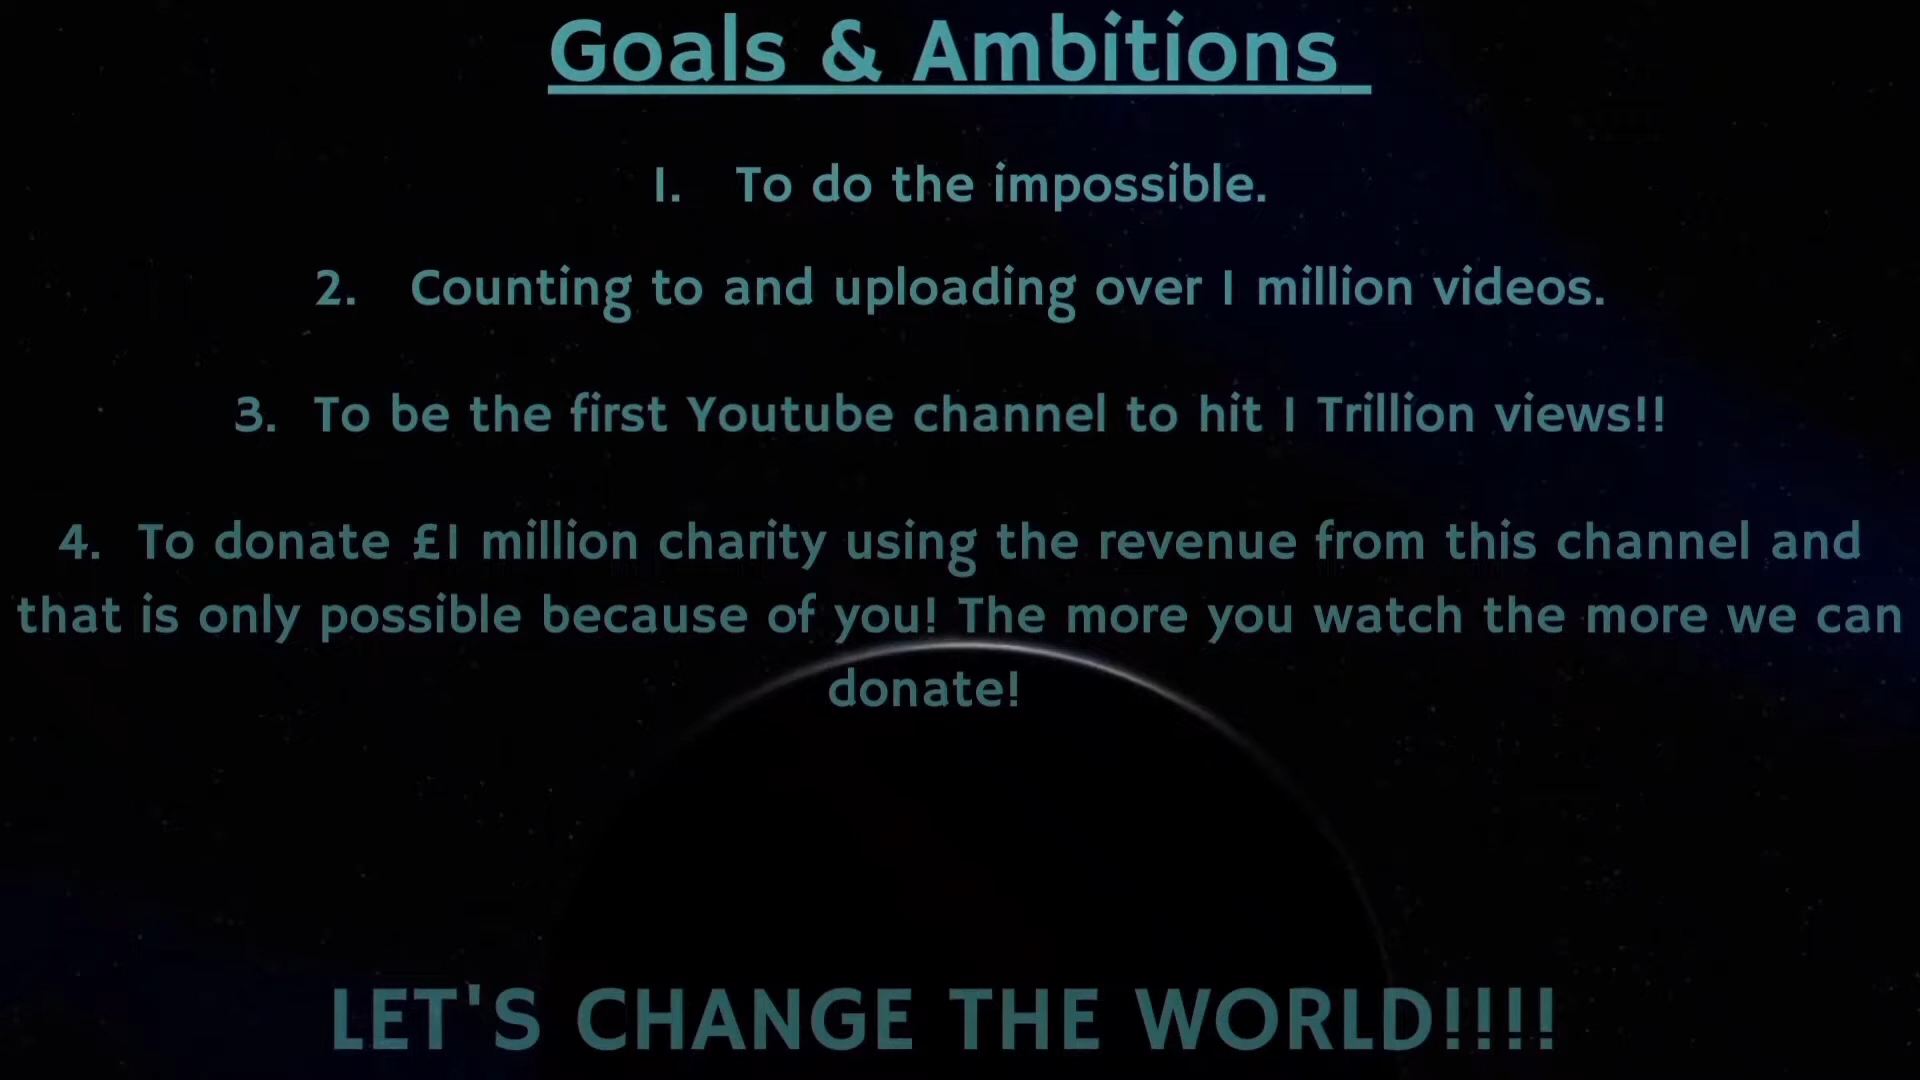 Goals & Ambitions
1. To do the impossible.
2. Counting to and uploading over 1 million videos.
3. To be the first Youtube channel to hit 1 Trillion views!!
4. To donate £1 million charity using the revenue from this channel and
that is only possible because of you! The more you watch the more we can
donate!
LET'S CHANGE THE WORLD!!!!